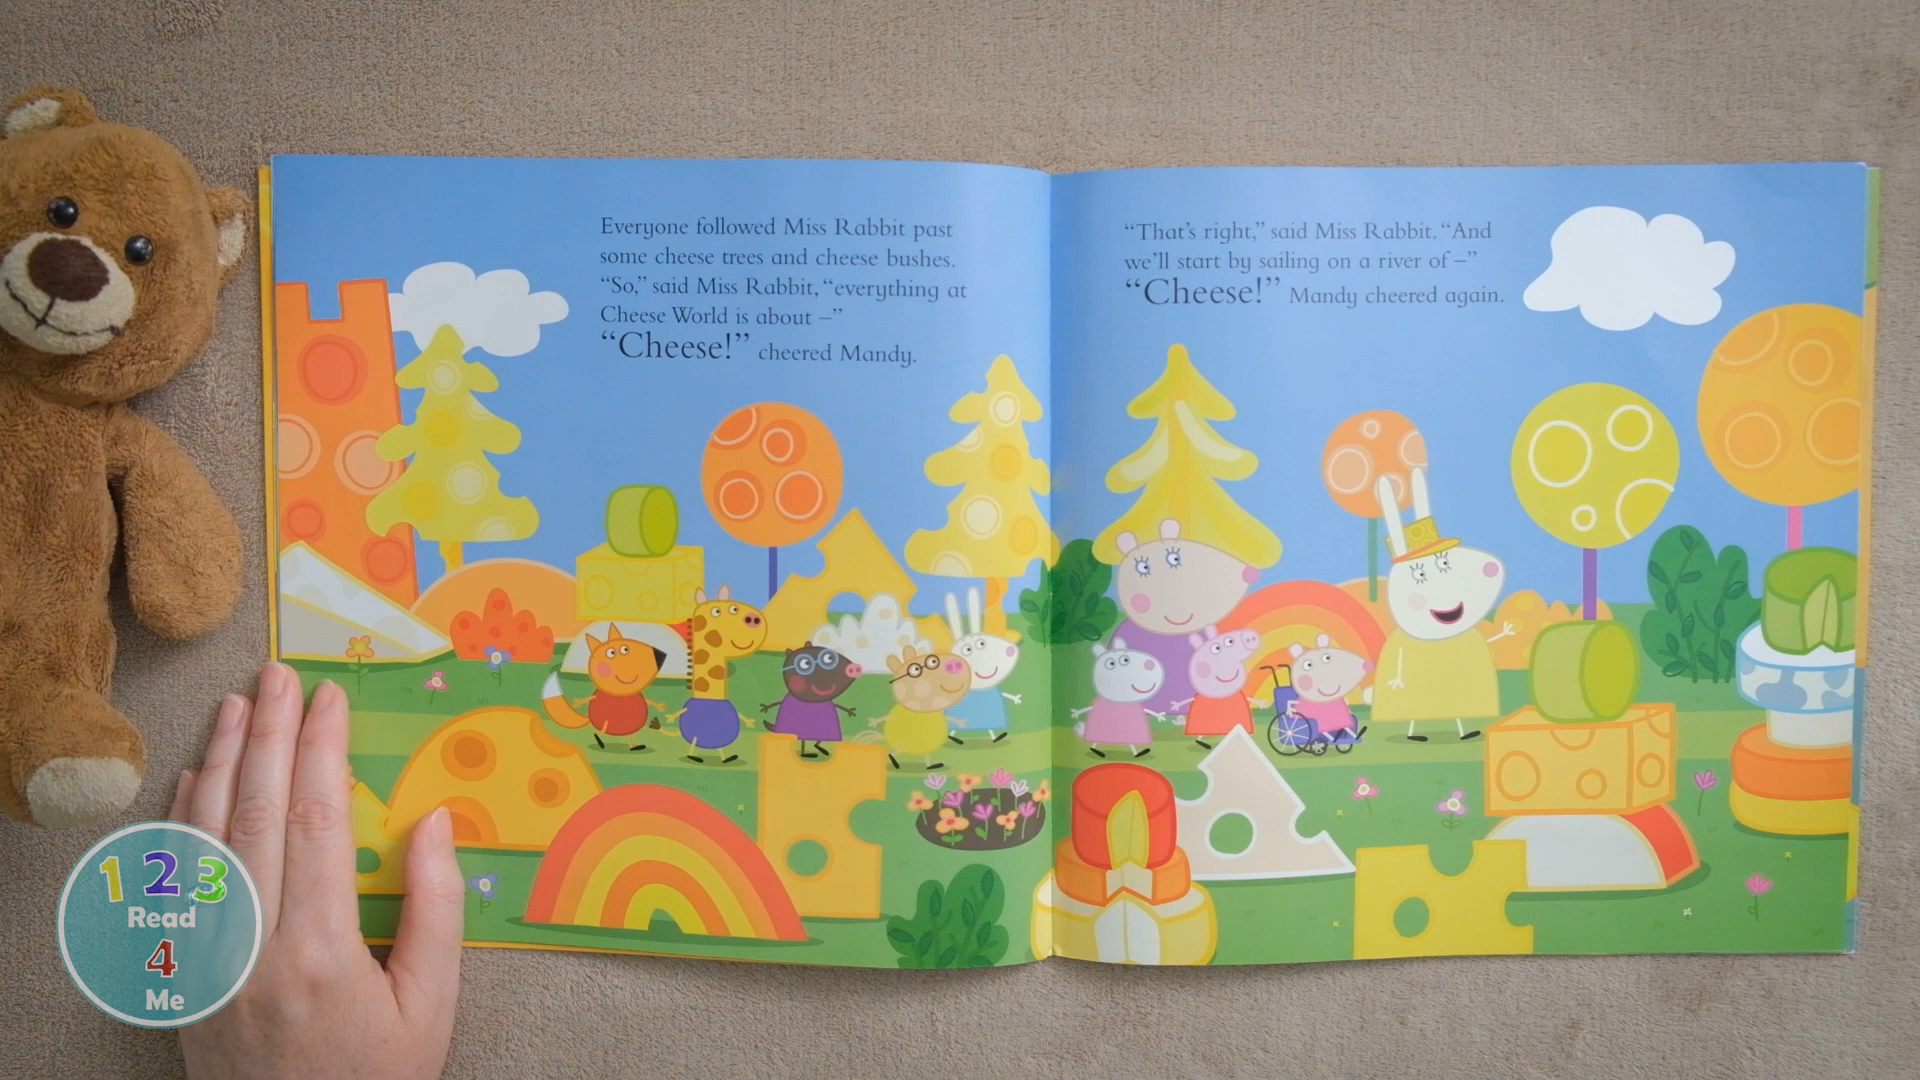 Everyone followed Miss Rabbit past
some cheese trees and cheese bushes.
“So,” said Miss Rabbit, “everything at
Cheese World is about –”
“Cheese!” cheered Mandy.
“That’s right,” said Miss Rabbit. “And
we’ll start by sailing on a river of –”
“Cheese!” Mandy cheered again.
1 2 3
Read
4
Me